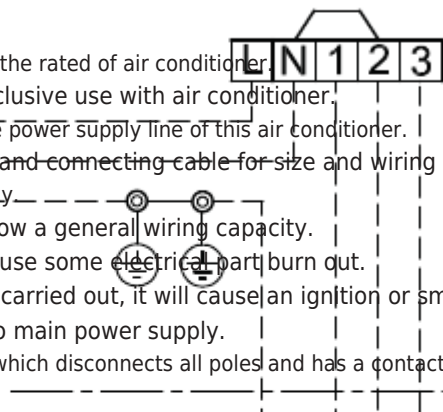 the rated of air conditioner.
L N 1 2 3
clusive use with air conditioner.
power supply line of this air conditioner.
and connecting cable for size and wiring
y.
ow a general wiring capacity.
use some electrical part burn out.
carried out, it will cause an ignition or sm
o main power supply.
which disconnects all poles and has a contact